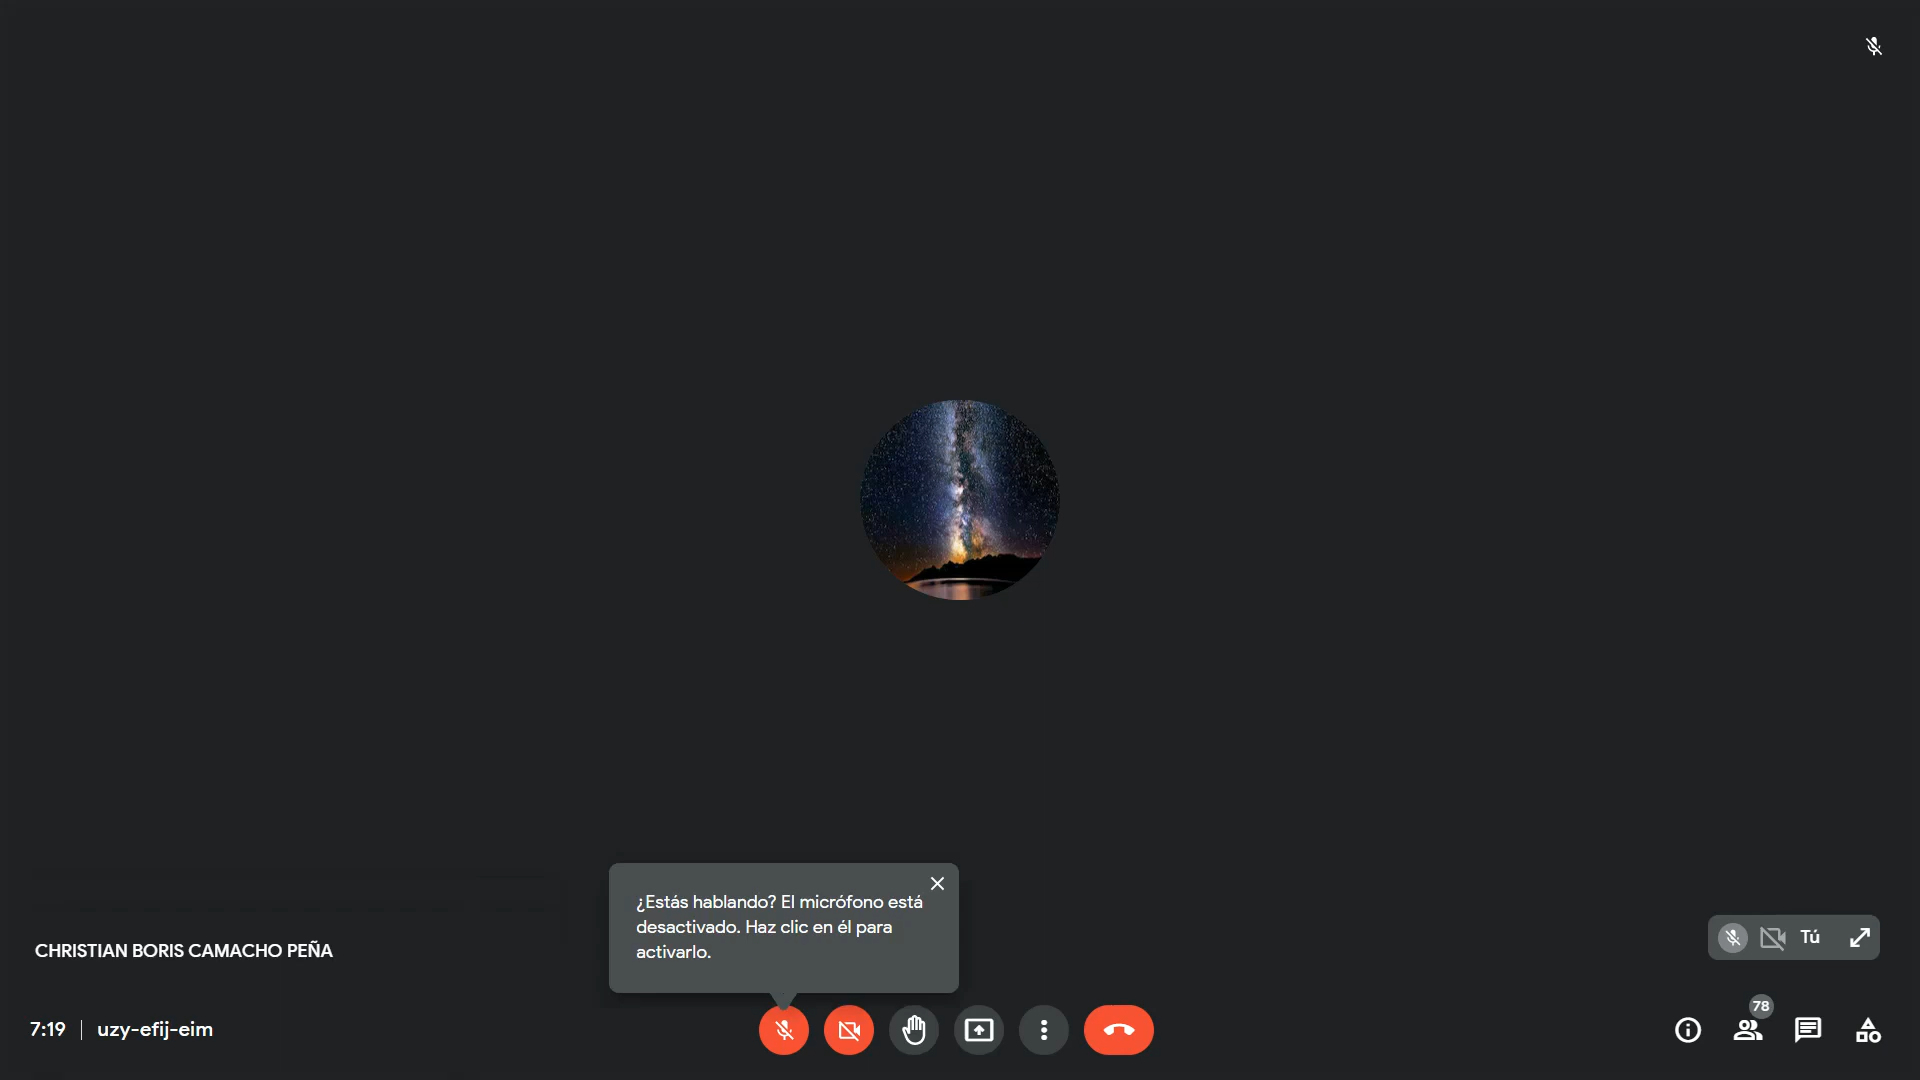 ¿Estás hablando? El micrófono está
desactivado. Haz clic en él para
activarlo.
CHRISTIAN BORIS CAMACHO PEÑA
Tú
78
7:19 | uzy-efij-eim